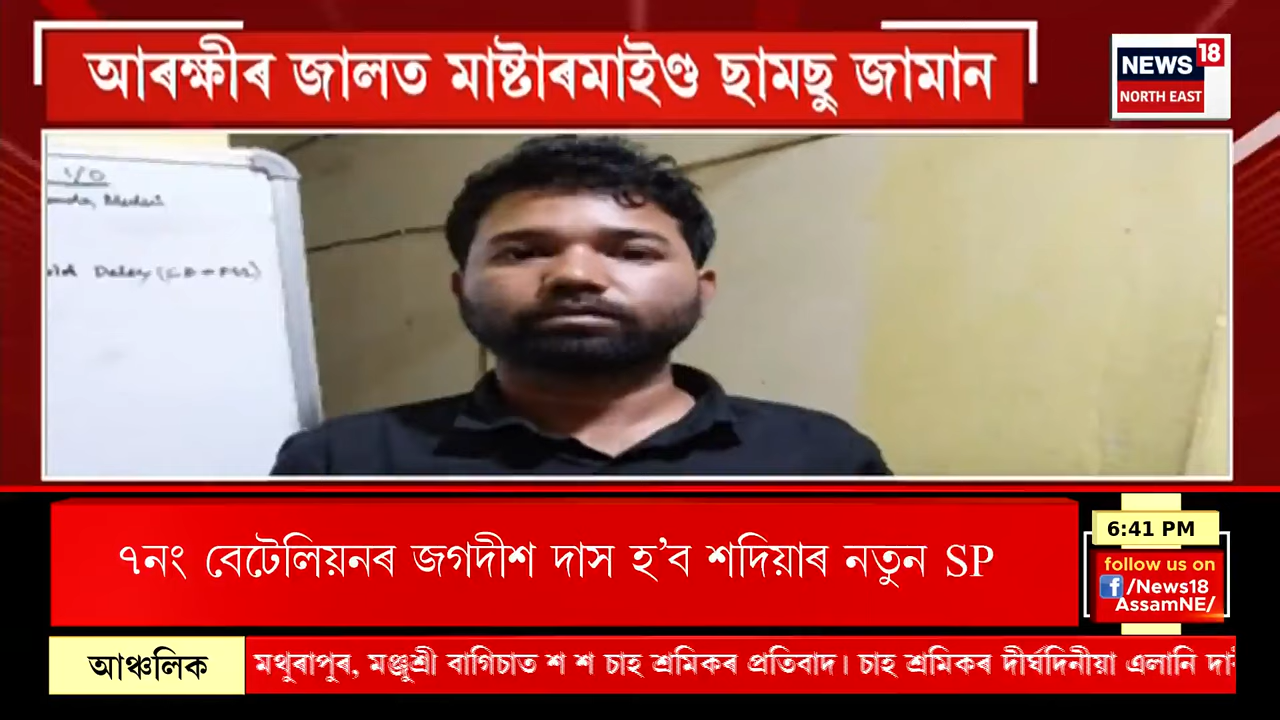 আৰক্ষীৰ জালত মাষ্টাৰমাইণ্ড ছামছু জামান
NEWS 18
NORTH EAST
৭নং বেটেলিয়নৰ জগদীশ দাস হ'ব শদিয়াৰ নতুন SP
6:41 PM
follow us on
f/News18
AssamNE/
আঞ্চলিক
মথুৰাপুৰ, মঞ্জুশ্ৰী বাগিচাত শ শ চাহ শ্ৰমিকৰ প্ৰতিবাদ। চাহ শ্ৰমিকৰ দীৰ্ঘদিনীয়া এলানি